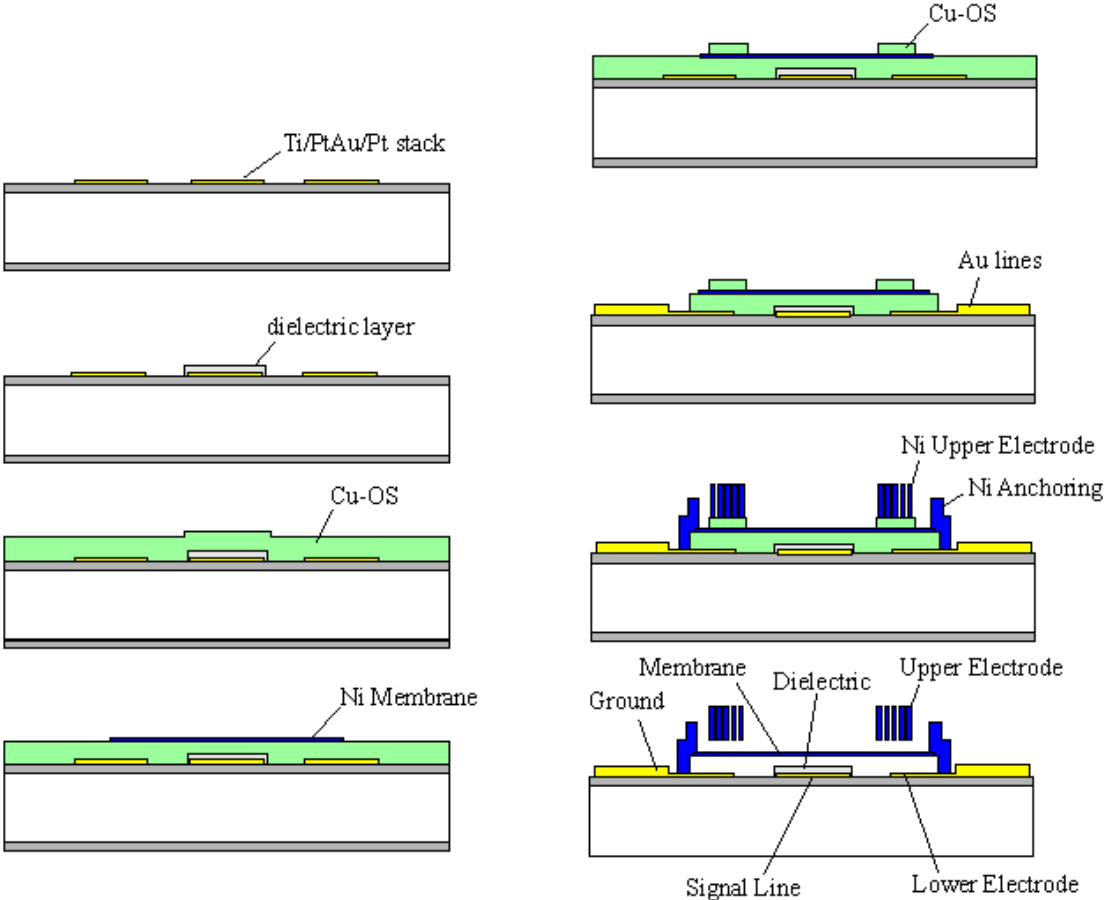 Ti/PtAu/Pt stack
dielectric layer
Cu-OS
Ni Membrane
Cu-OS
Au lines
Ni Upper Electrode
Ni Anchoring
Membrane
Dielectric
Upper Electrode
Ground
Signal Line
Lower Electrode